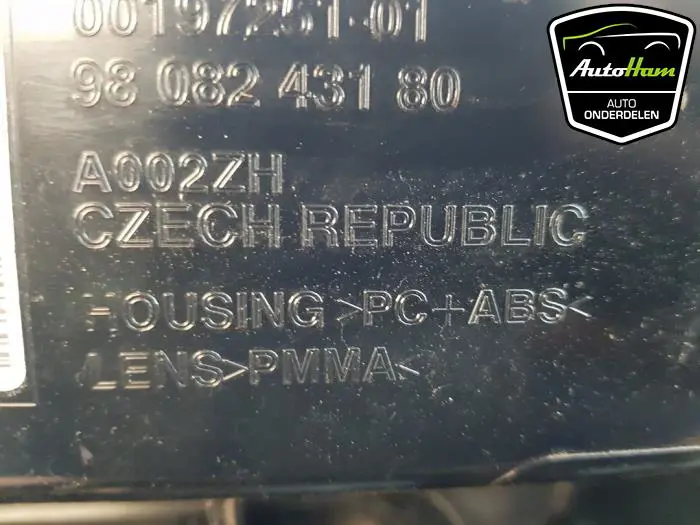 00197251-01
98 082 431 80
A002ZH
CZECH REPUBLIC
HOUSING >PC+ABS<
LENS>PMMA<
AutoHam
AUTO
ONDERDELEN